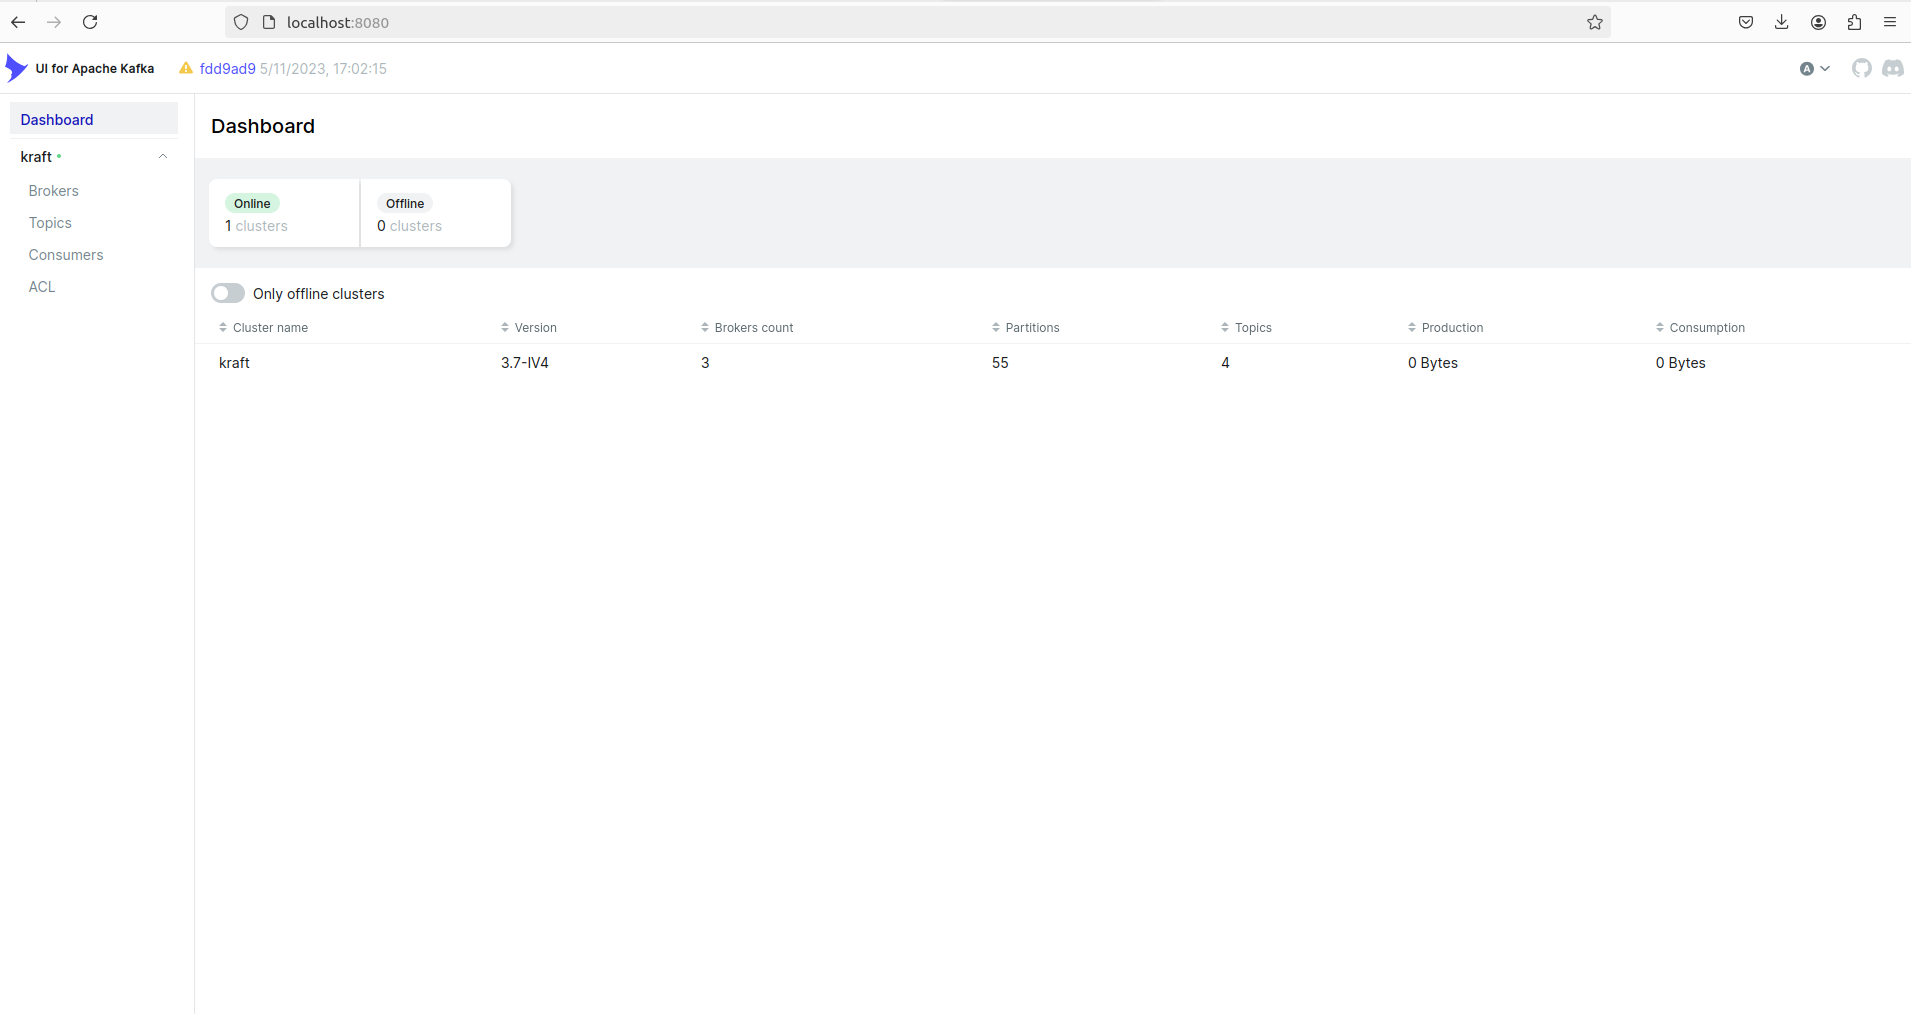 localhost:8080
UI for Apache Kafka fdd9ad9 5/11/2023, 17:02:15 A
Dashboard
kraft
Brokers
Topics
Consumers
ACL
Dashboard
Online Offline
1 clusters 0 clusters
Only offline clusters
Cluster name Version Brokers count Partitions Topics Production Consumption
kraft 3.7-IV4 3 55 4 0 Bytes 0 Bytes